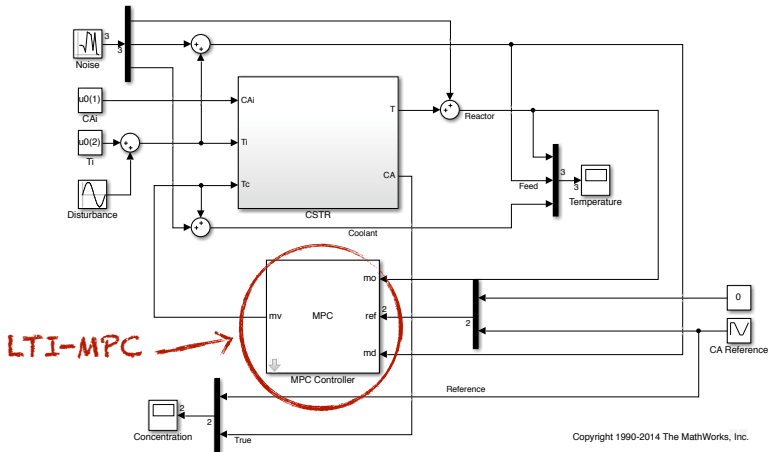 3
3
Noise
u0(1)
CAi
u0(2)
Ti
Disturbance
CAi
Ti
Tc
T
CA
CSTR
Reactor
Feed
Coolant
3
3
Temperature
mv
MPC
mo
ref
md
2
2
MPC Controller
0
CA Reference
LTI-MPC
Reference
2
2
Concentration
True
Copyright 1990-2014 The MathWorks, Inc.